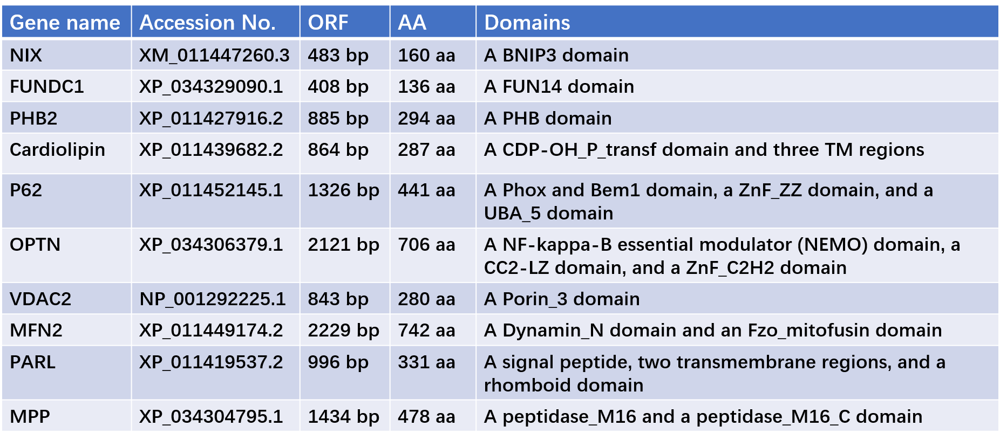 Gene name Accession No. ORF AA Domains
NIX XM_011447260.3 483 bp 160 aa A BNIP3 domain
FUNDC1 XP_034329090.1 408 bp 136 aa A FUN14 domain
PHB2 XP_011427916.2 885 bp 294 aa A PHB domain
Cardiolipin XP_011439682.2 864 bp 287 aa A CDP-OH_P_transf domain and three TM regions
P62 XP_011452145.1 1326 bp 441 aa A Phox and Bem1 domain, a ZnF_ZZ domain, and a
UBA_5 domain
OPTN XP_034306379.1 2121 bp 706 aa A NF-kappa-B essential modulator (NEMO) domain, a
CC2-LZ domain, and a ZnF_C2H2 domain
VDAC2 NP_001292225.1 843 bp 280 aa A Porin_3 domain
MFN2 XP_011449174.2 2229 bp 742 aa A Dynamin_N domain and an Fzo_mitofusin domain
PARL XP_011419537.2 996 bp 331 aa A signal peptide, two transmembrane regions, and a
rhomboid domain
MPP XP_034304795.1 1434 bp 478 aa A peptidase_M16 and a peptidase_M16_C domain